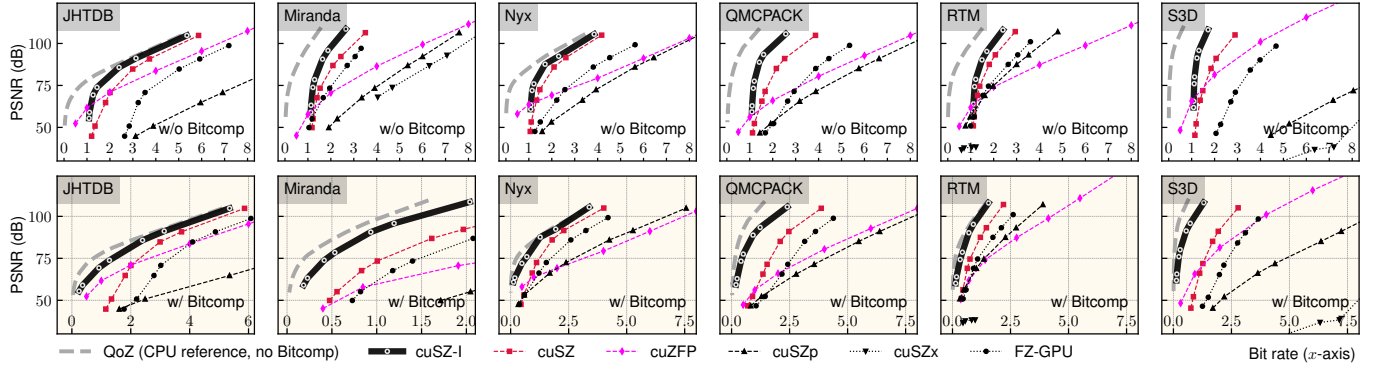 JHTDB Miranda Nyx QMCPACK RTM S3D
PSNR (dB)
100
75
50
w/o Bitcomp w/o Bitcomp w/o Bitcomp w/o Bitcomp w/o Bitcomp w/o Bitcomp
0 1 2 3 4 5 6 7 8 0 1 2 3 4 5 6 7 8 0 1 2 3 4 5 6 7 8 0 1 2 3 4 5 6 7 8 0 1 2 3 4 5 6 7 8 0 1 2 3 4 5 6 7 8
JHTDB Miranda Nyx QMCPACK RTM S3D
PSNR (dB)
100
75
50
w/ Bitcomp w/ Bitcomp w/ Bitcomp w/ Bitcomp w/ Bitcomp w/ Bitcomp
0 2 4 6 0 0.5 1.0 1.5 2.0 0.0 2.5 5.0 7.5 0.0 2.5 5.0 7.5 0.0 2.5 5.0 7.5 0.0 2.5 5.0 7.5
QoZ (CPU reference, no Bitcomp) cuSZ-I cuSZ cuZFP cuSZp cuSZx FZ-GPU Bit rate (x-axis)